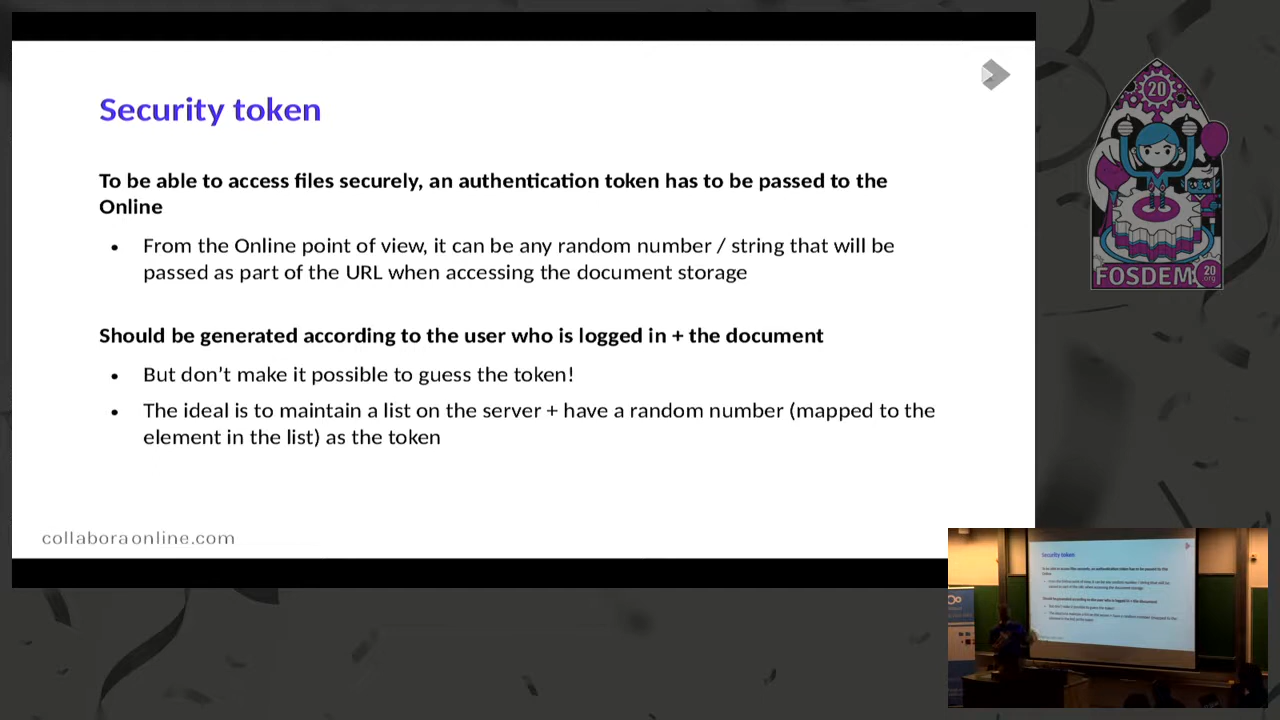 Security token
To be able to access files securely, an authentication token has to be passed to the
Online
• From the Online point of view, it can be any random number / string that will be
passed as part of the URL when accessing the document storage
Should be generated according to the user who is logged in + the document
• But don't make it possible to guess the token!
• The ideal is to maintain a list on the server + have a random number (mapped to the
element in the list) as the token
collaboraonline.com
20
FOSDEM
20
org
Security token